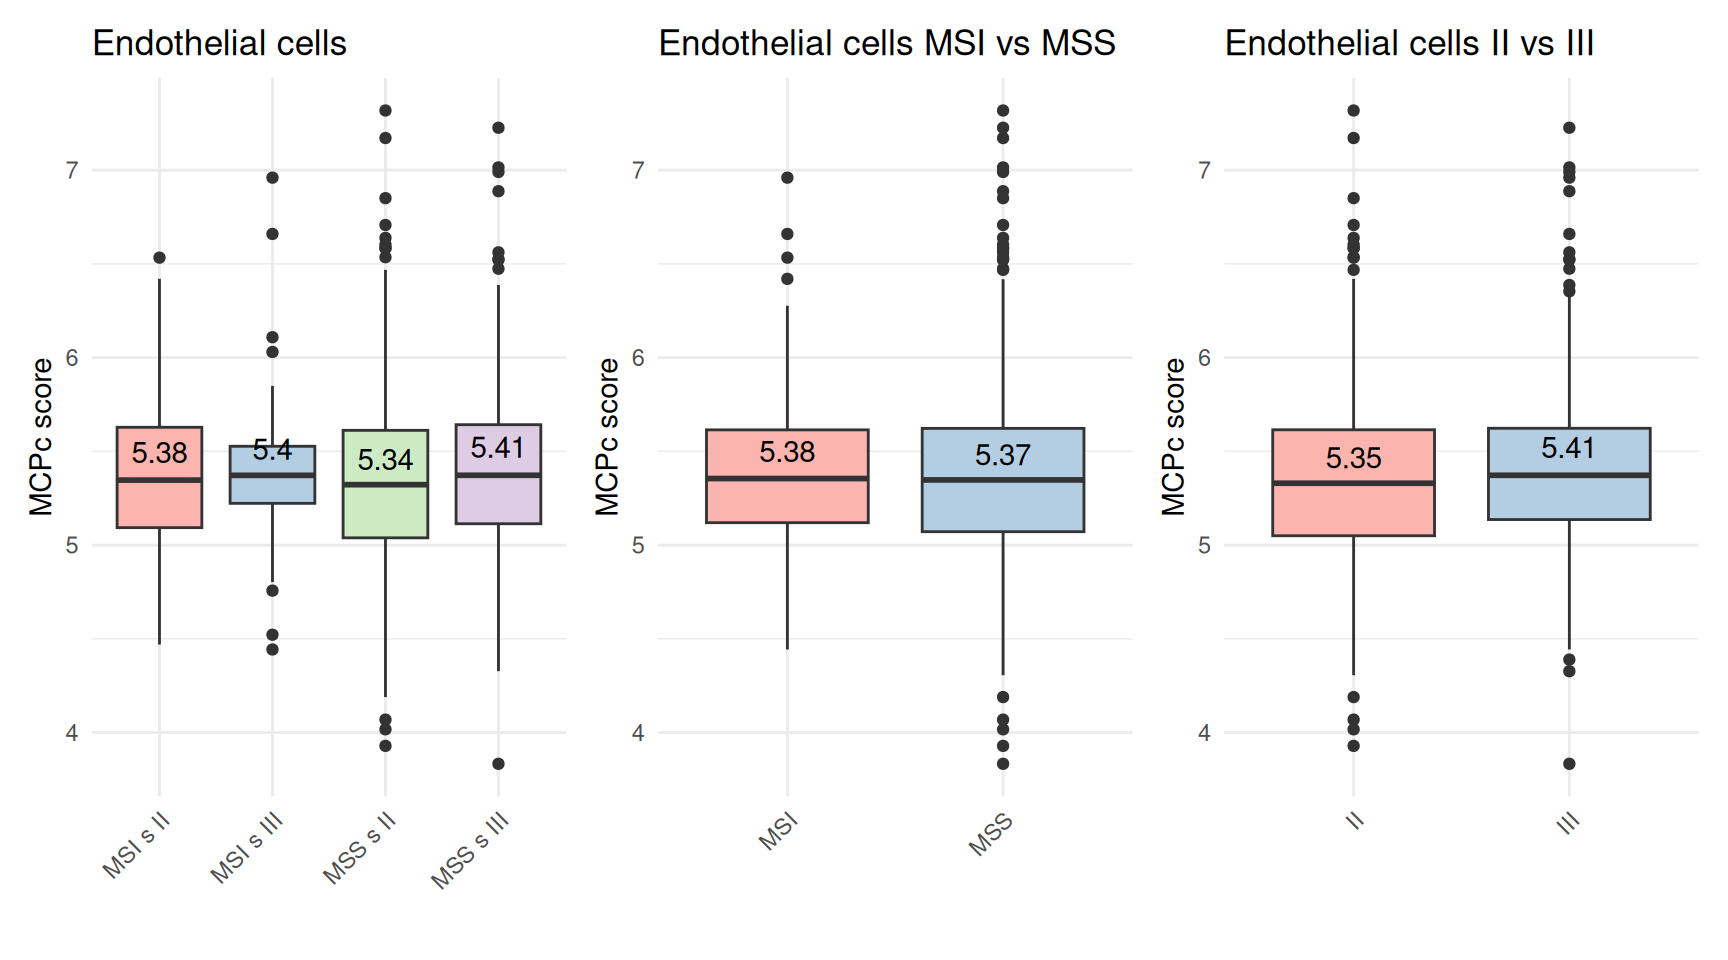 Endothelial cells
MCPc score
7
6
5
4
5.38
5.4
5.34
5.41
MSI s II
MSI s III
MSS s II
MSS s III
Endothelial cells MSI vs MSS
MCPc score
7
6
5
4
5.38
5.37
MSI
MSS
Endothelial cells II vs III
MCPc score
7
6
5
4
5.35
5.41
II
III